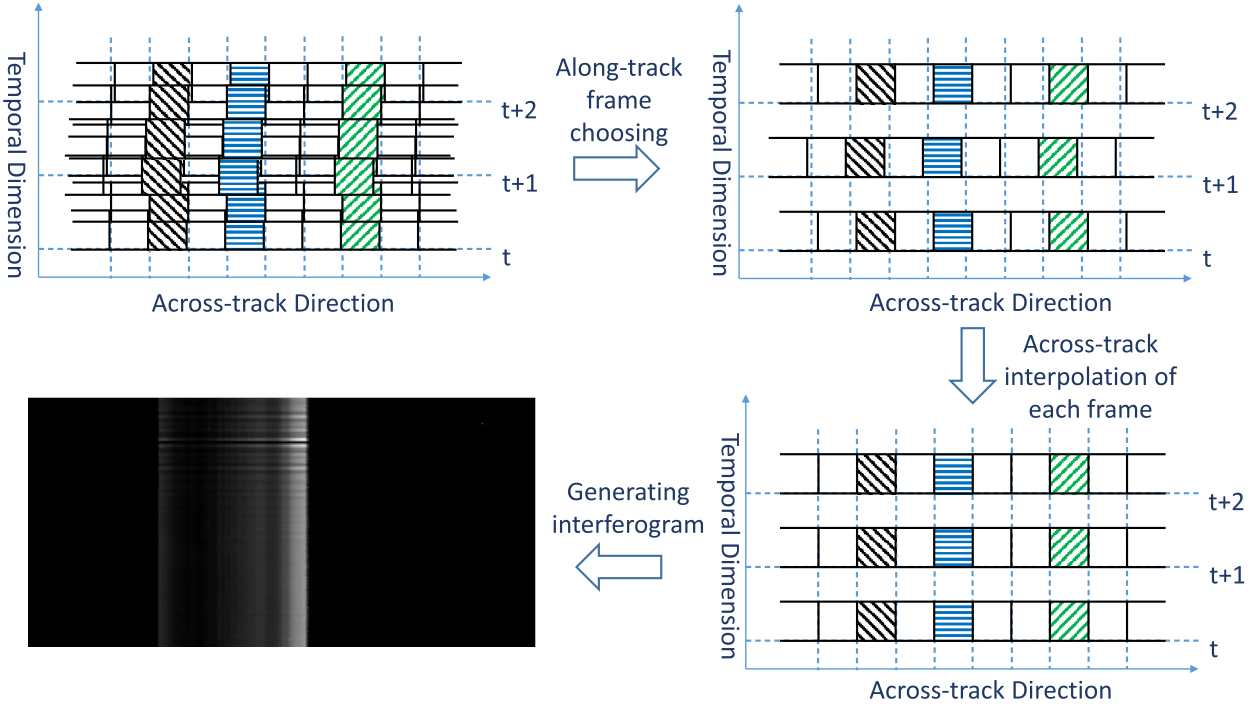 Temporal Dimension
t+2
t+1
t
Across-track Direction
Along-track
frame
choosing
Temporal Dimension
t+2
t+1
t
Across-track Direction
Across-track
interpolation of
each frame
Temporal Dimension
t+2
t+1
t
Across-track Direction
Generating
interferogram